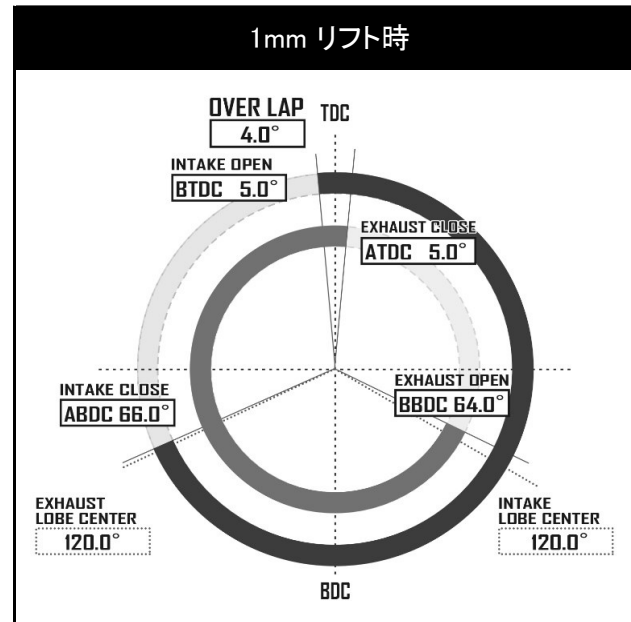 1mm リフト時
OVER LAP
4.0°
TDC
INTAKE OPEN
BTDC 5.0°
EXHAUST CLOSE
ATDC 5.0°
INTAKE CLOSE
ABDC 66.0°
EXHAUST OPEN
BBDC 64.0°
EXHAUST
LOBE CENTER
120.0°
INTAKE
LOBE CENTER
120.0°
BDC